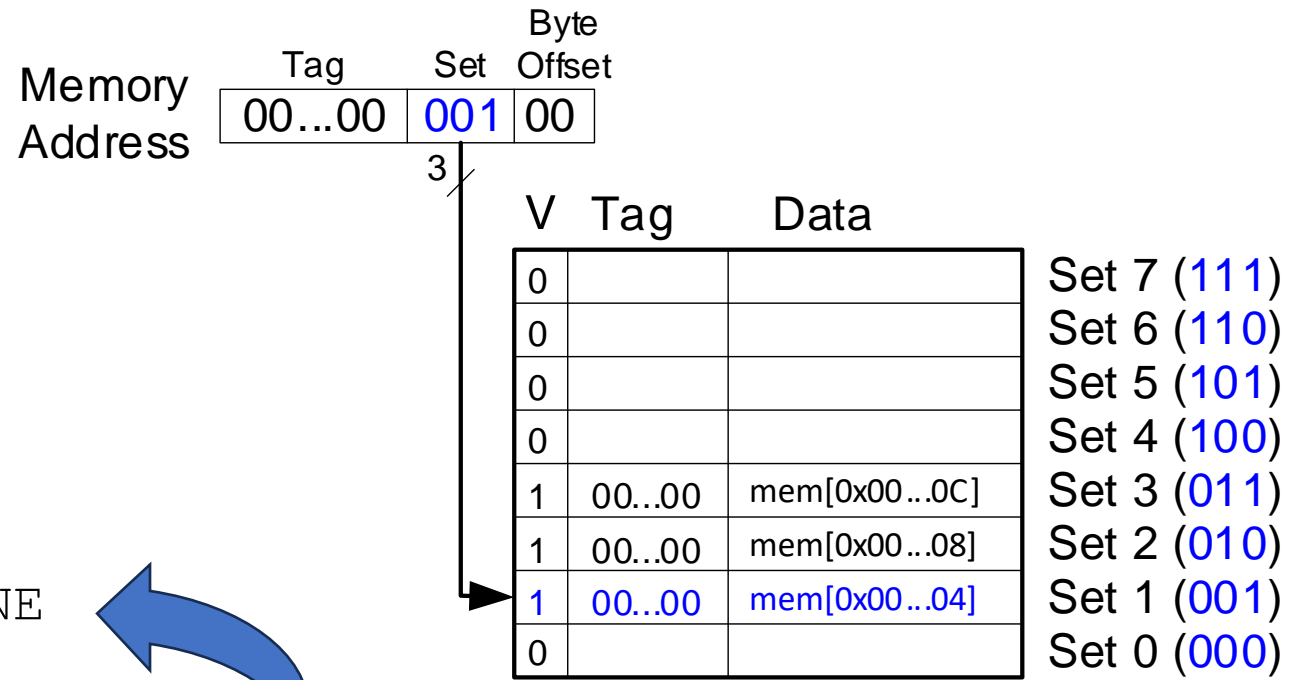 Byte
Tag Set Offset
Memory
Address
00...00 001 00
3
V Tag Data
0 Set 7 (111)
0 Set 6 (110)
0 Set 5 (101)
0 Set 4 (100)
1 00...00 mem[0x00...0C] Set 3 (011)
1 00...00 mem[0x00...08] Set 2 (010)
NE
1 00...00 mem[0x00...04] Set 1 (001)
0 Set 0 (000)